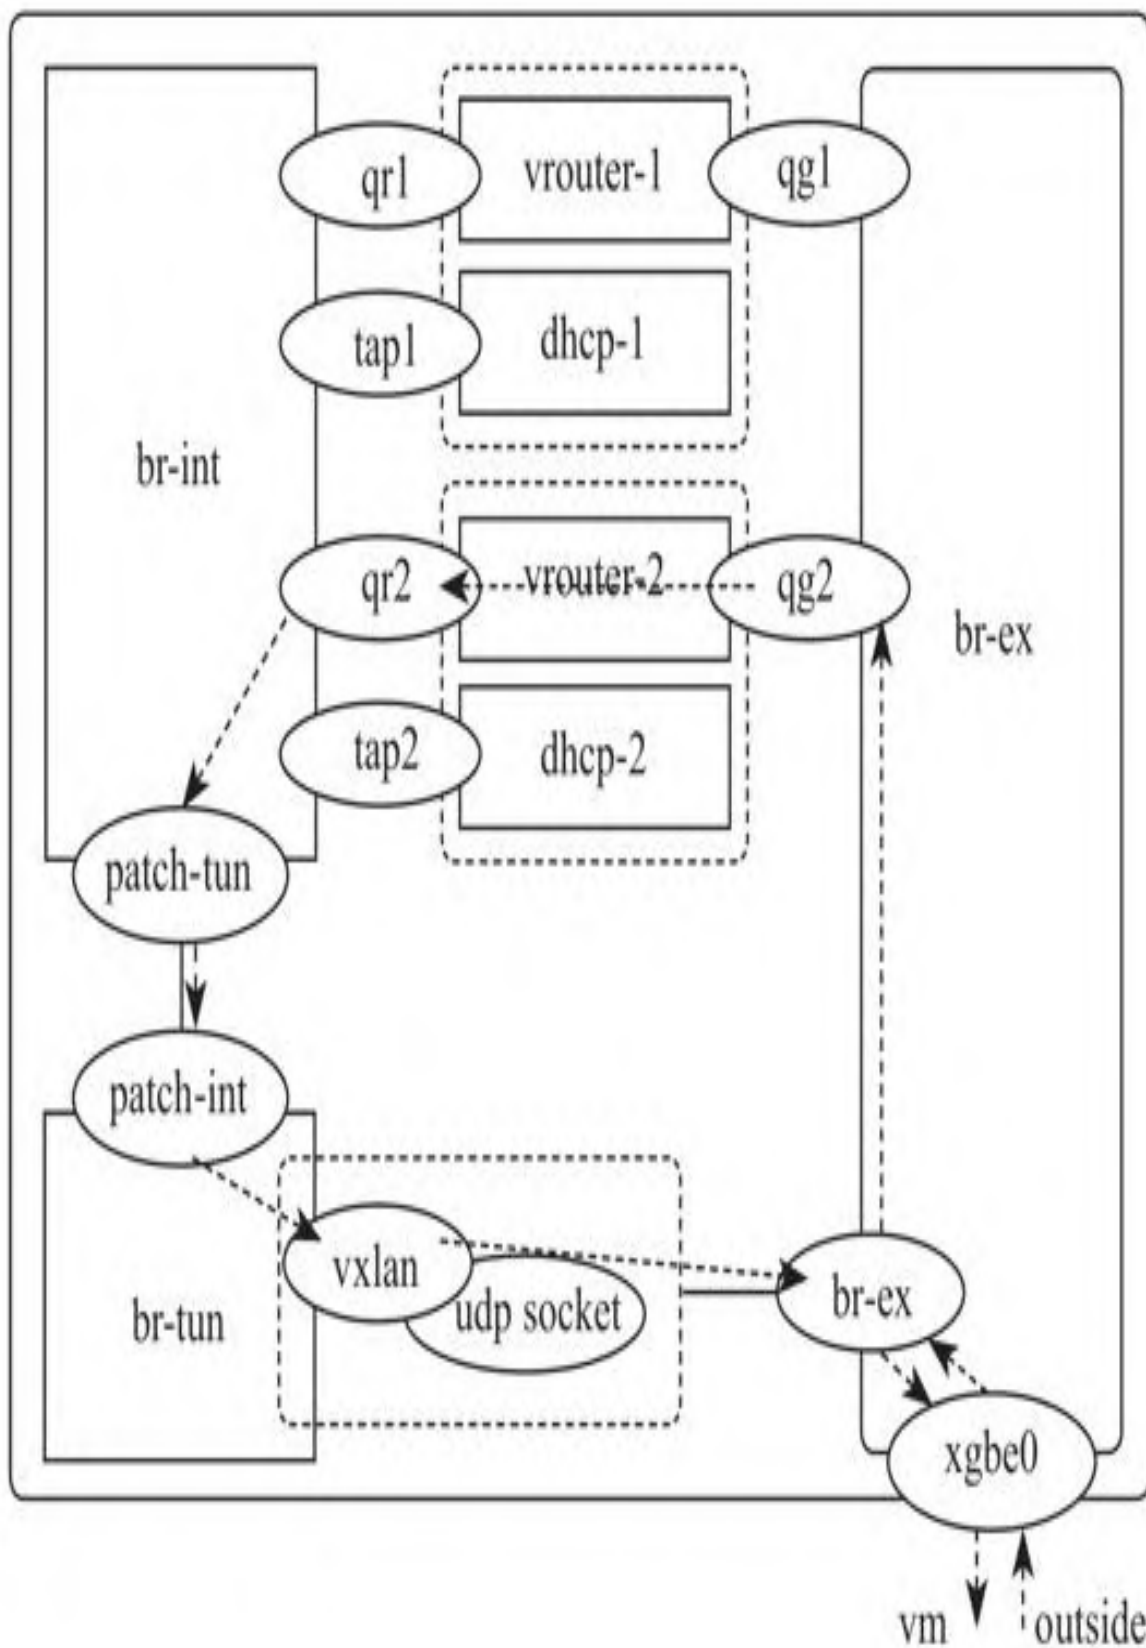 qr1
vrouter-1
qg1
tap1
dhcp-1
br-int
qr2
vrouter-2
qg2
br-ex
tap2
dhcp-2
patch-tun
patch-int
vxlan
udp socket
br-tun
br-ex
xgbe0
vm
outside